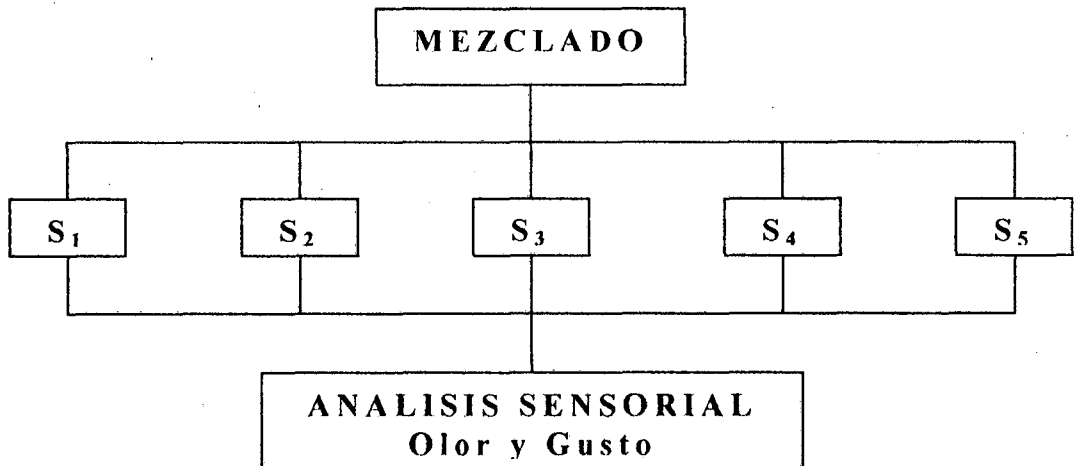 MEZCLADO
S₁ S₂ S₃ S₄ S₅
ANALISIS SENSORIAL
Olor y Gusto